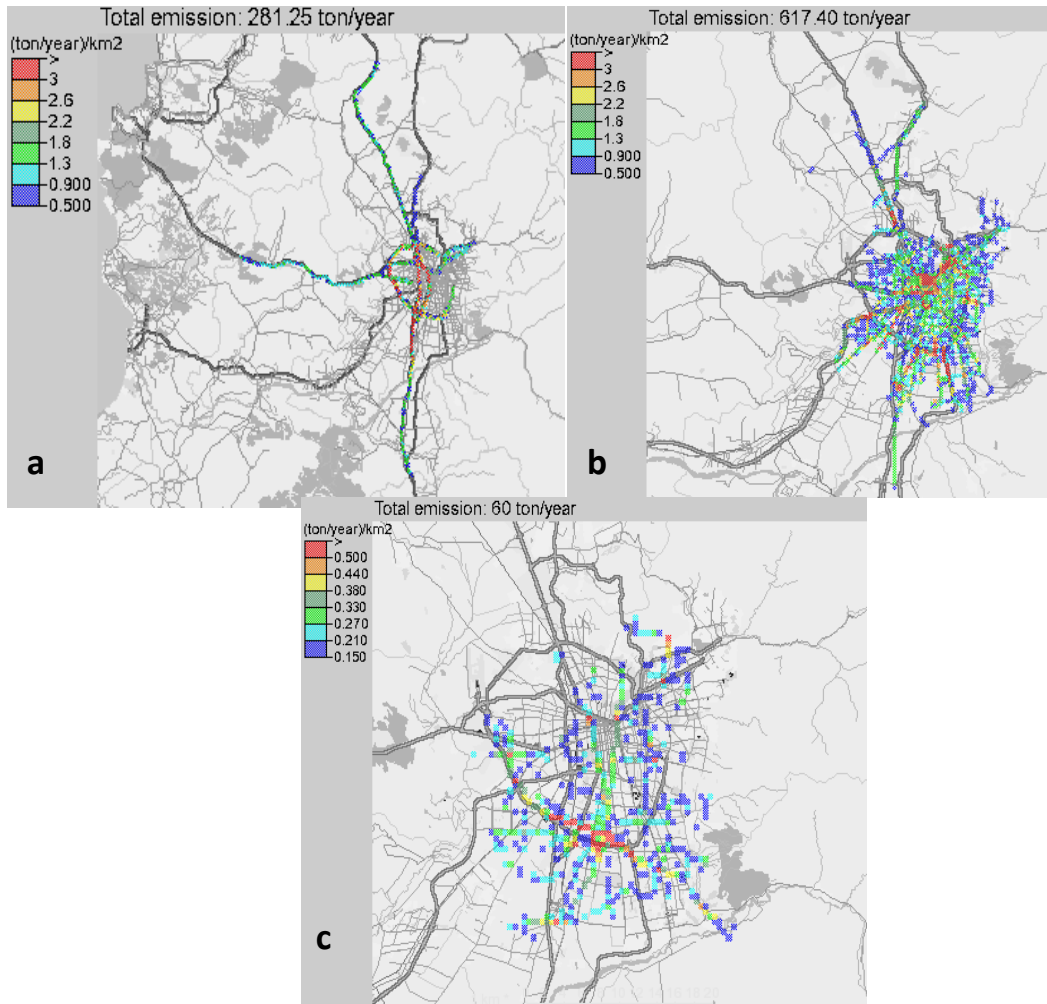 Total emission: 281.25 ton/year
(ton/year)/km2
>
3
2.6
2.2
1.8
1.3
0.900
0.500
a
Total emission: 617.40 ton/year
(ton/year)/km2
>
3
2.6
2.2
1.8
1.3
0.900
0.500
b
Total emission: 60 ton/year
(ton/year)/km2
>
0.500
0.440
0.380
0.330
0.270
0.210
0.150
c